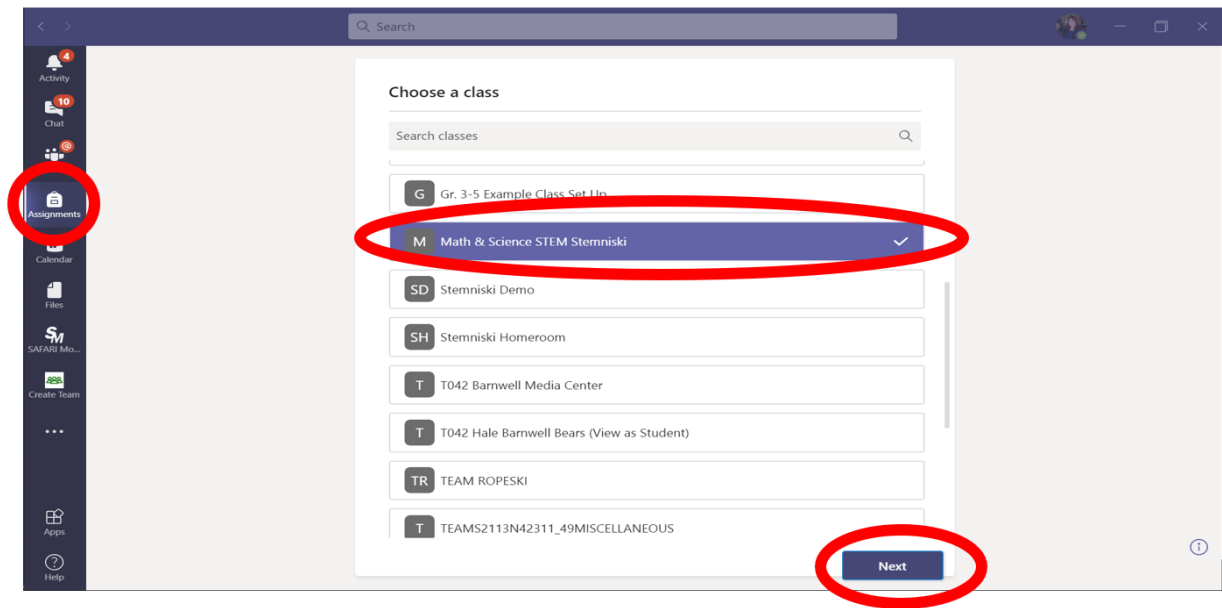 Search
4
Activity
10
Chat
@
Assignments
Calendar
Files
SM
SAFARI Mo...
Create Team
Apps
Help
Choose a class
Search classes
G Gr. 3-5 Example Class Set Up
M Math & Science STEM Stemniski
SD Stemniski Demo
SH Stemniski Homeroom
T T042 Barnwell Media Center
T T042 Hale Barnwell Bears (View as Student)
TR TEAM ROPESKI
T TEAMS2113N42311_49MISCELLANEOUS
Next